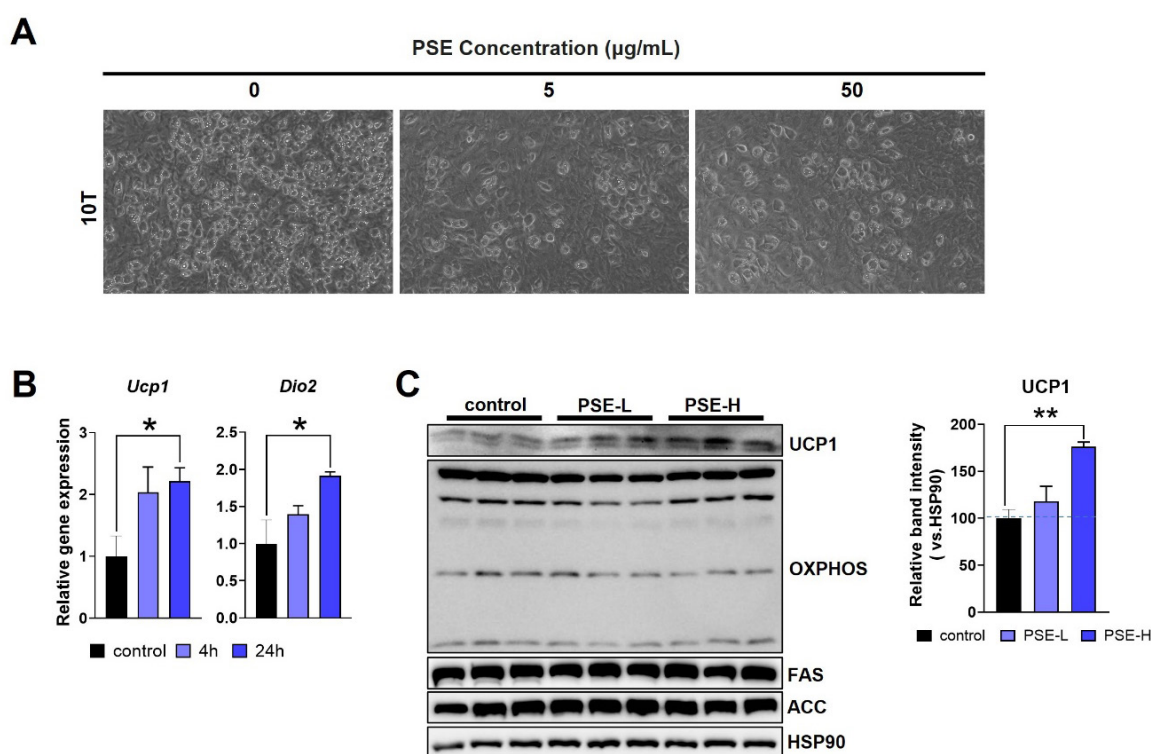 A
PSE Concentration (µg/mL)
0 5 50
10T
B
Ucp1 Dio2
Relative gene expression
3
2
1
0
*
2.5
2.0
1.5
1.0
0.5
0.0
*
control 4h 24h
C
control PSE-L PSE-H
UCP1
OXPHOS
FAS
ACC
HSP90
UCP1
Relative band intensity
( vs.HSP90)
200
150
100
50
0
**
control PSE-L PSE-H